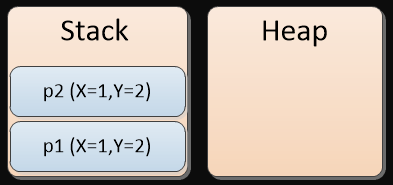 Stack
Heap
p2 (X=1,Y=2)
p1 (X=1,Y=2)